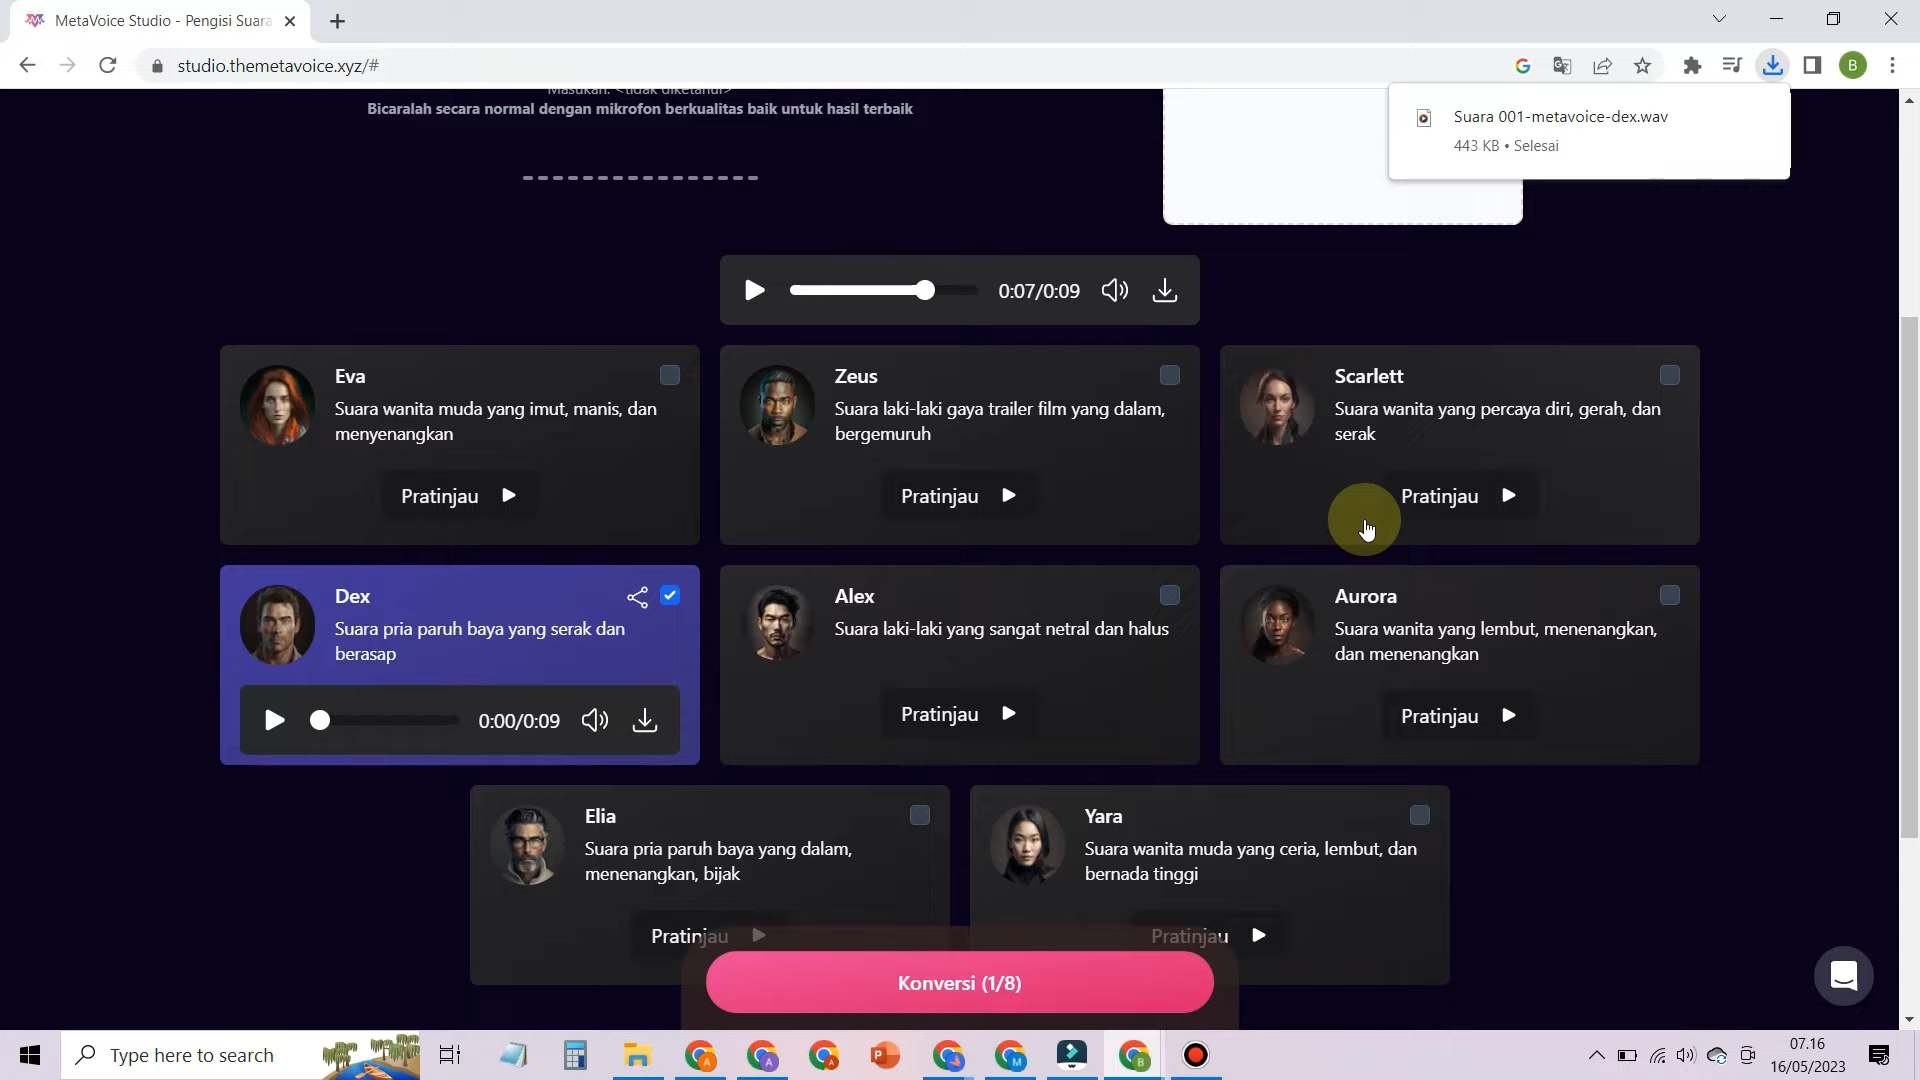 MetaVoice Studio - Pengisi Suara
studio.themetavoice.xyz/#
B
Masukan: <tidak diketahui>
Bicaralah secara normal dengan mikrofon berkualitas baik untuk hasil terbaik
Suara 001-metavoice-dex.wav
443 KB • Selesai
0:07/0:09
Eva
Suara wanita muda yang imut, manis, dan
menyenangkan
Pratinjau
Zeus
Suara laki-laki gaya trailer film yang dalam,
bergemuruh
Pratinjau
Scarlett
Suara wanita yang percaya diri, gerah, dan
serak
Pratinjau
Dex
Suara pria paruh baya yang serak dan
berasap
0:00/0:09
Alex
Suara laki-laki yang sangat netral dan halus
Pratinjau
Aurora
Suara wanita yang lembut, menenangkan,
dan menenangkan
Pratinjau
Elia
Suara pria paruh baya yang dalam,
menenangkan, bijak
Pratinjau
Yara
Suara wanita muda yang ceria, lembut, dan
bernada tinggi
Pratinjau
Konversi (1/8)
Type here to search
07.16
16/05/2023